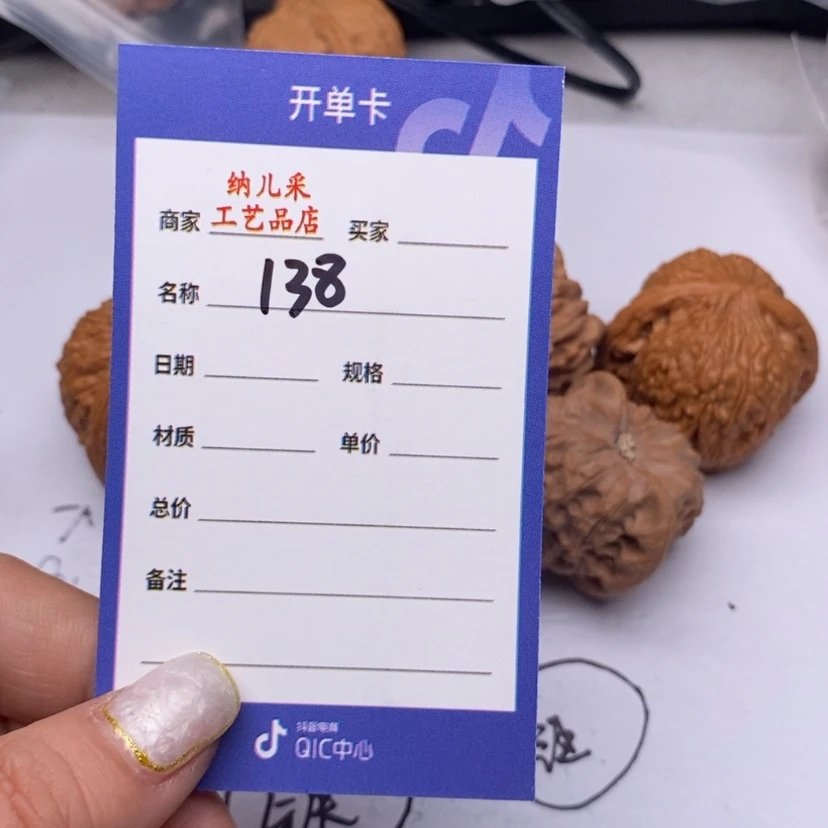 开单卡
纳儿采
商家 工艺品店 买家
名称 138
日期 规格
材质 单价
总价
备注
抖音电商
QIC中心